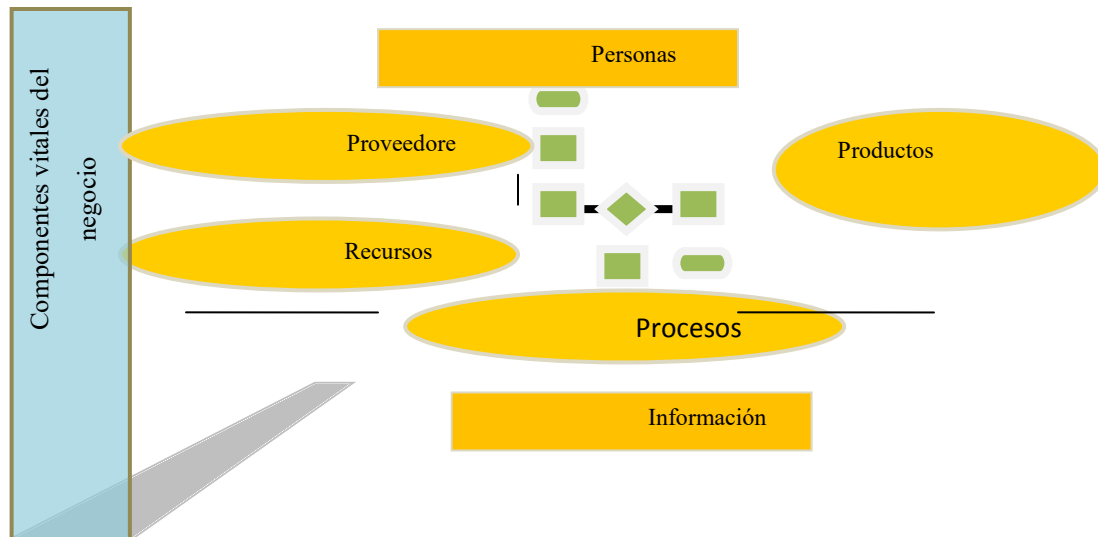 Componentes vitales del
negocio
Personas
Proveedore
Productos
Recursos
Procesos
Información